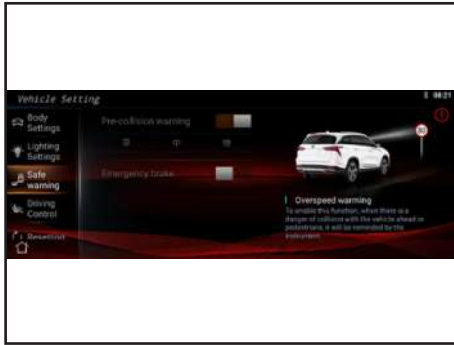 Vehicle Setting
08:21
Body
Settings
Pre-collision warning
Lighting
Settings
Safe
warning
Emergency brake
Driving
Control
Overspeed warning
To enable this function, when there is a
danger of collision with the vehicle ahead or
pedestrians, it will be reminded by the
instrument.